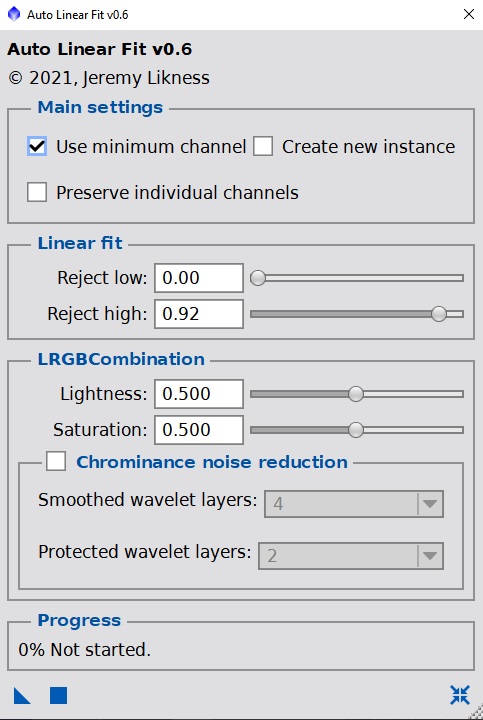 Auto Linear Fit v0.6
Auto Linear Fit v0.6
© 2021, Jeremy Likness
Main settings
Use minimum channel Create new instance
Preserve individual channels
Linear fit
Reject low: 0.00
Reject high: 0.92
LRGBCombination
Lightness: 0.500
Saturation: 0.500
Chrominance noise reduction
Smoothed wavelet layers: 4
Protected wavelet layers: 2
Progress
0% Not started.